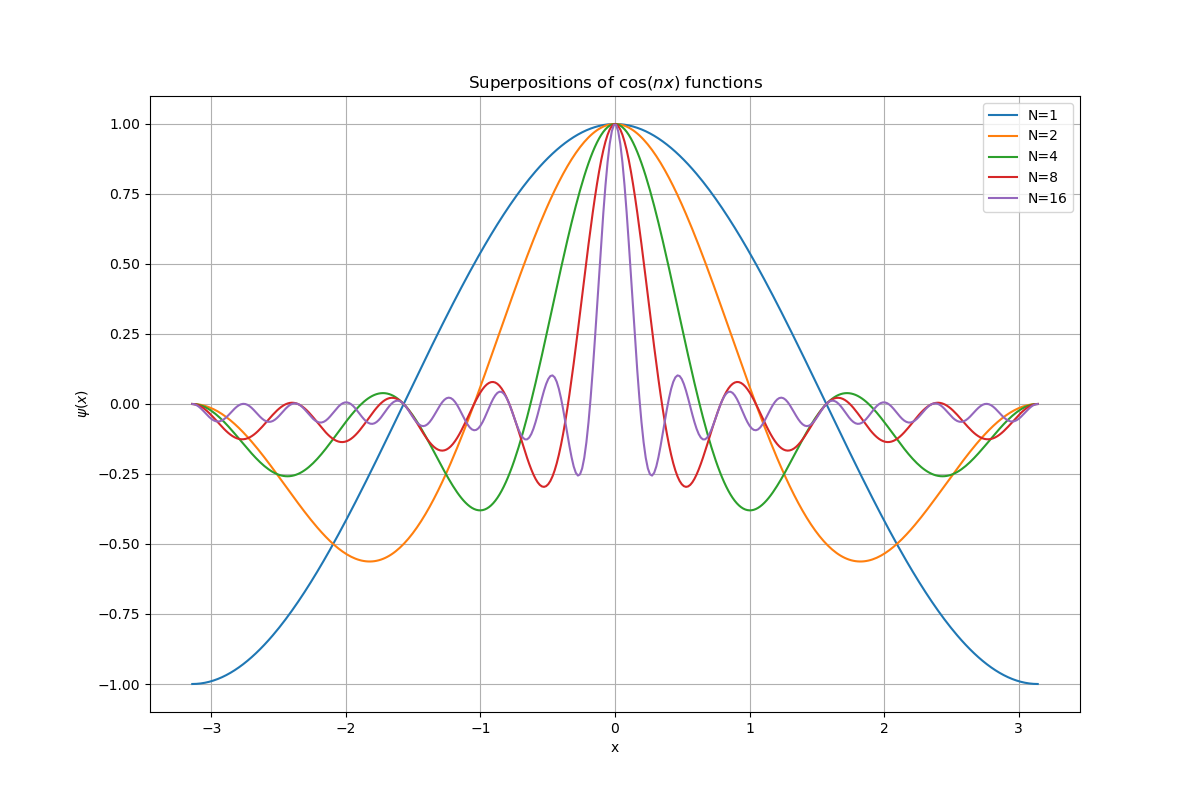 Superpositions of cos(nx) functions
N=1
N=2
N=4
N=8
N=16
1.00
0.75
0.50
0.25
0.00
−0.25
−0.50
−0.75
−1.00
ψ(x)
−3 −2 −1 0 1 2 3
x